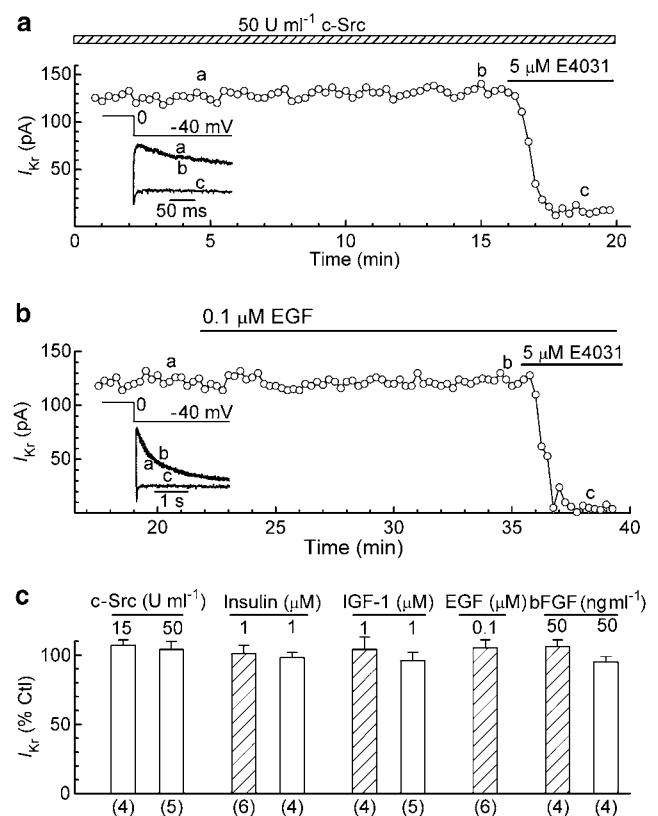 a
50 U ml⁻¹ c-Src
150
a
b
5 μM E4031
100
0
-40 mV
a
b
50
c
c
50 ms
I_Kr (pA)
0
5
10
15
20
Time (min)
b
0.1 μM EGF
150
a
b
5 μM E4031
100
0
-40 mV
50
b
a
c
c
1 s
I_Kr (pA)
20
25
30
35
40
Time (min)
c
c-Src (U ml⁻¹) Insulin (μM) IGF-1 (μM) EGF (μM) bFGF (ng ml⁻¹)
15 50 1 1 1 1 0.1 50 50
100
50
0
I_Kr (% Ctl)
(4) (5) (6) (4) (4) (5) (6) (4) (4)